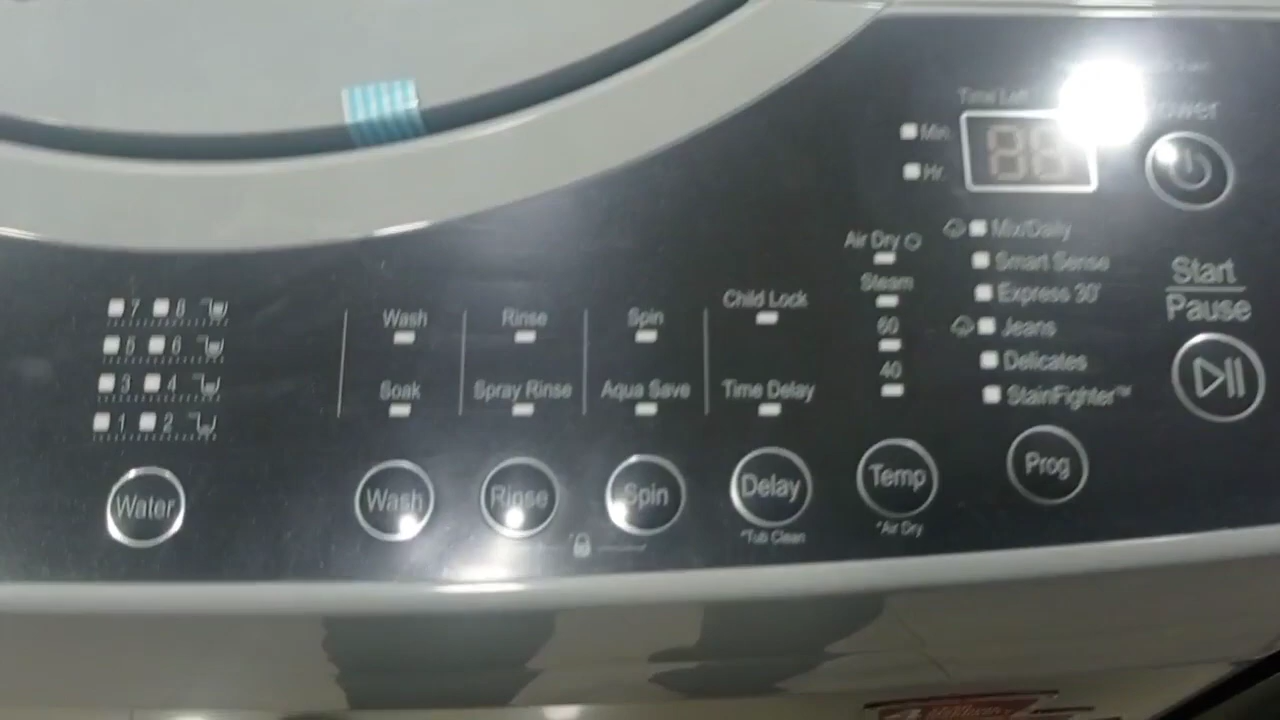 Time Left
Min.
Hr.
Power
88
Air Dry
Steam
60
40
Mix/Daily
Smart Sense
Express 30'
Jeans
Delicates
StainFighter™
Start
Pause
7 8
5 6
3 4
1 2
Water
Wash
Soak
Wash
Rinse
Spray Rinse
Rinse
Spin
Aqua Save
Spin
Child Lock
Time Delay
Delay
*Tub Clean
Temp
*Air Dry
Prog